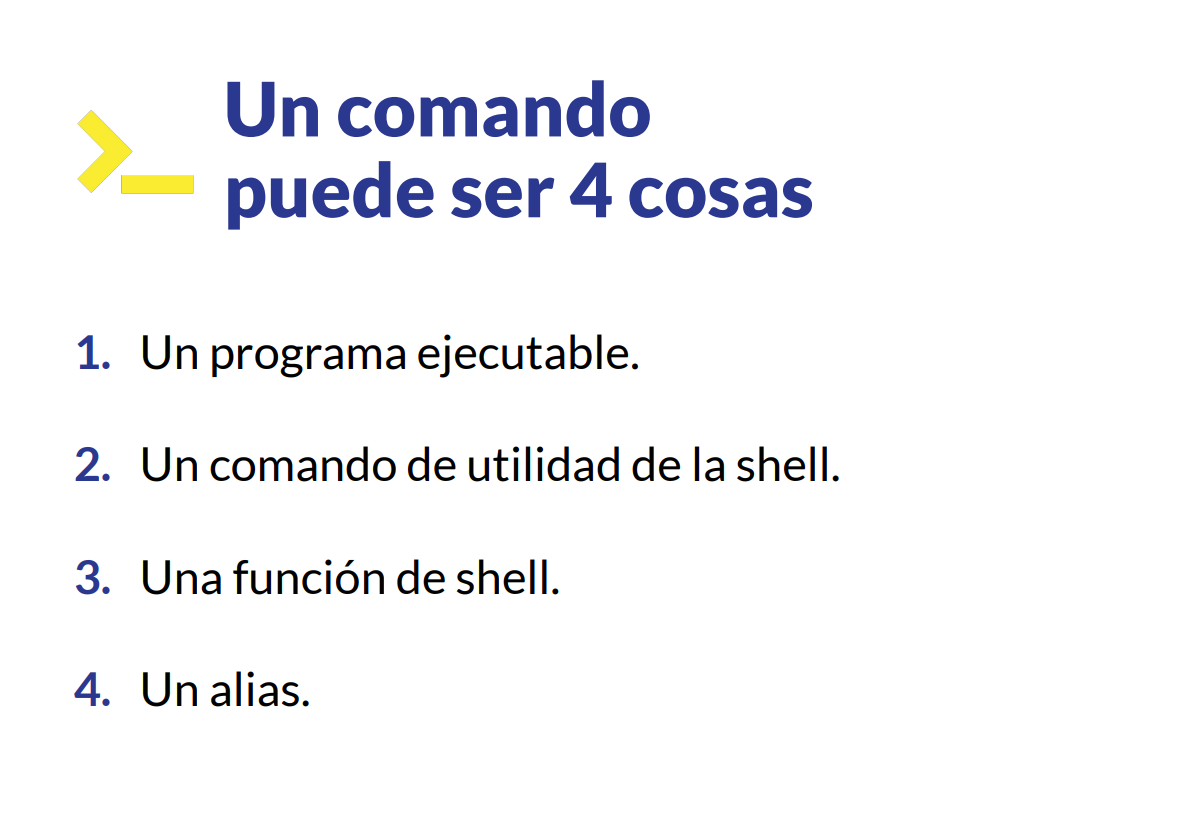 Un comando
puede ser 4 cosas
1. Un programa ejecutable.
2. Un comando de utilidad de la shell.
3. Una función de shell.
4. Un alias.